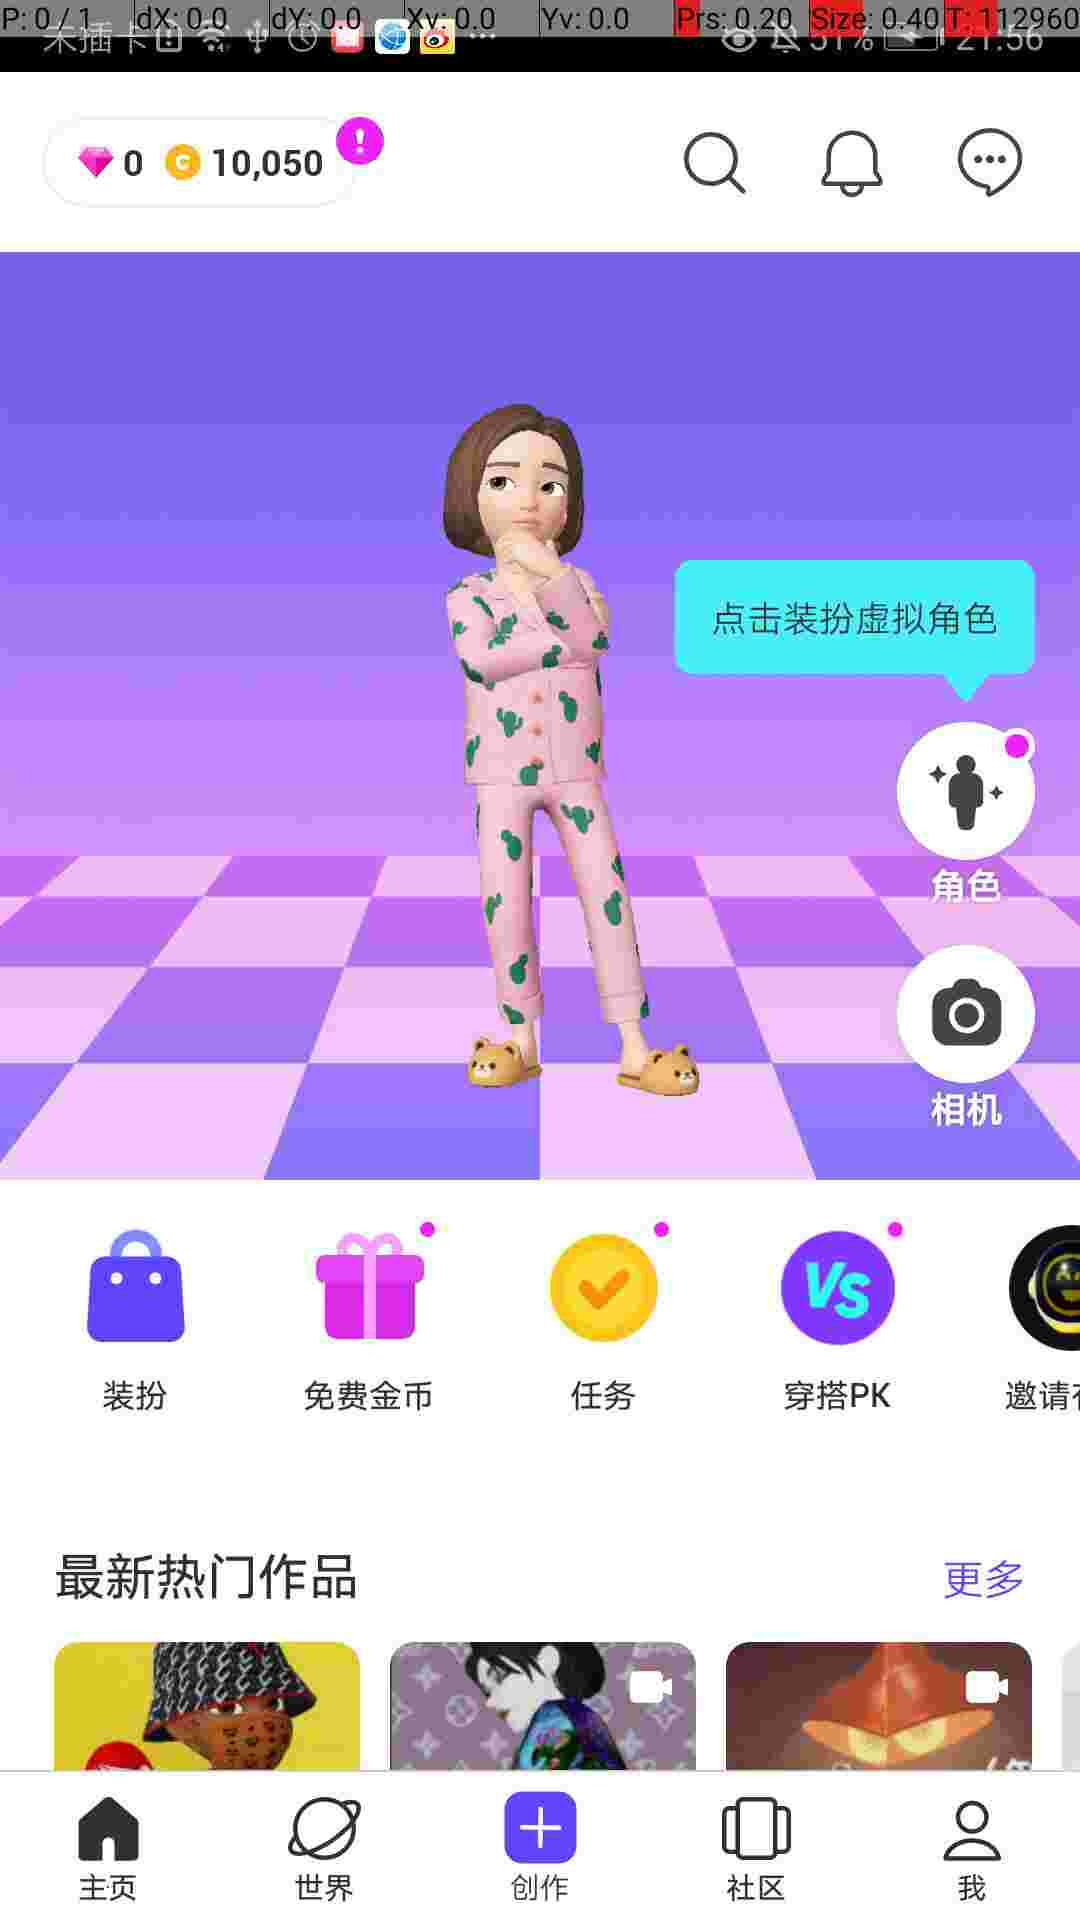 P: 0 / 1 dX: 0.0 dY: 0.0 Xv: 0.0 Yv: 0.0 Prs: 0.20 Size: 0.40 T: 112960
未插卡 51% 21:56
0 C 10,050 !
点击装扮虚拟角色
角色
相机
VS
装扮 免费金币 任务 穿搭PK 邀请
最新热门作品 更多
主页 世界 创作 社区 我